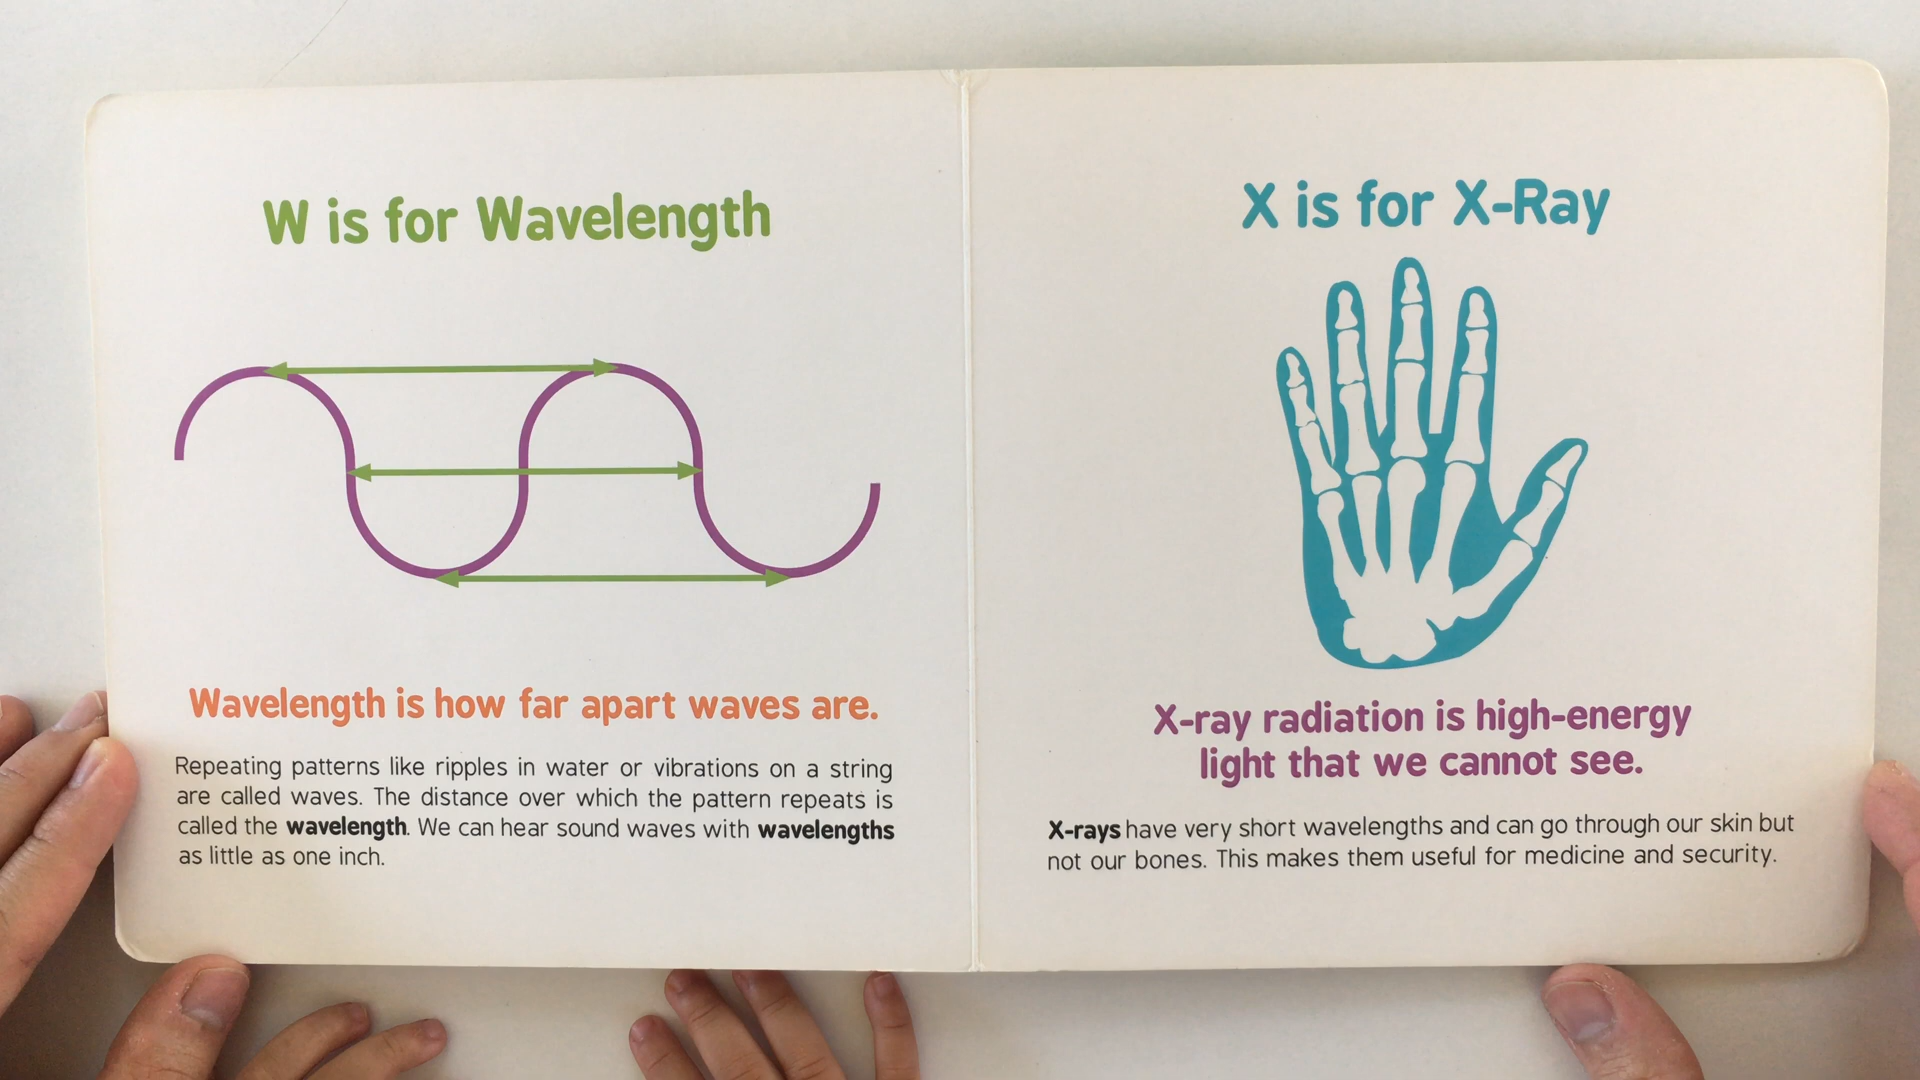 W is for Wavelength
Wavelength is how far apart waves are.
Repeating patterns like ripples in water or vibrations on a string
are called waves. The distance over which the pattern repeats is
called the wavelength. We can hear sound waves with wavelengths
as little as one inch.
X is for X-Ray
X-ray radiation is high-energy
light that we cannot see.
X-rays have very short wavelengths and can go through our skin but
not our bones. This makes them useful for medicine and security.